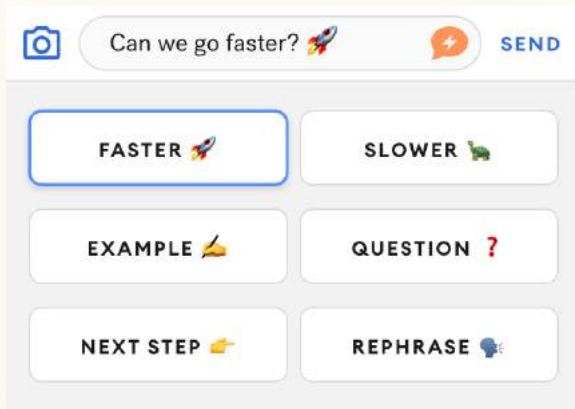 Can we go faster? 🚀 SEND
FASTER 🚀 SLOWER 🐢
EXAMPLE ✍️ QUESTION ❓
NEXT STEP 👉 REPHRASE 🗣️